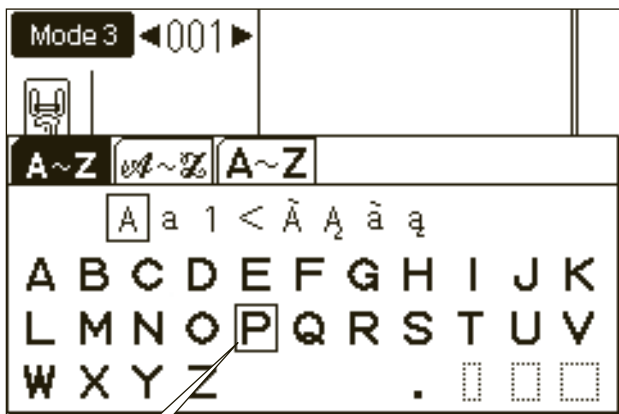 Mode 3 ◄001►
A~Z 𝒜~𝒵 A~Z
A a 1 < Ã Ą ã ą
A B C D E F G H I J K
L M N O P Q R S T U V
W X Y Z .